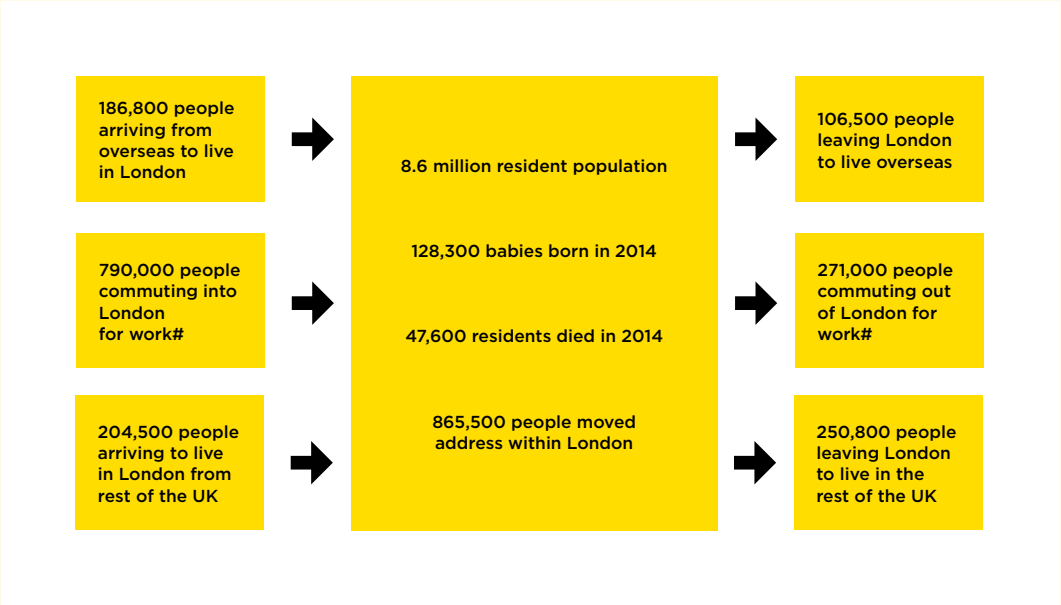 186,800 people
arriving from
overseas to live
in London
790,000 people
commuting into
London
for work#
204,500 people
arriving to live
in London from
rest of the UK
8.6 million resident population
128,300 babies born in 2014
47,600 residents died in 2014
865,500 people moved
address within London
106,500 people
leaving London
to live overseas
271,000 people
commuting out
of London for
work#
250,800 people
leaving London
to live in the
rest of the UK